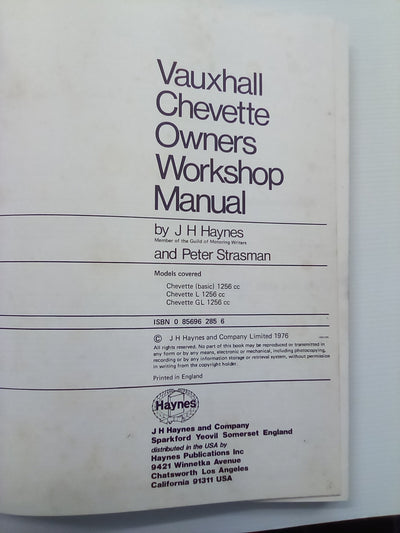 Vauxhall
Chevette
Owners
Workshop
Manual
by J H Haynes
Member of the Guild of Motoring Writers
and Peter Strasman
Models covered
Chevette (basic) 1256 cc
Chevette L 1256 cc
Chevette GL 1256 cc
ISBN 0 85696 285 6
© J H Haynes and Company Limited 1976
All rights reserved. No part of this book may be reproduced or transmitted in
any form or by any means, electronic or mechanical, including photocopying,
recording or by any information storage or retrieval system, without permission
in writing from the copyright holder.
Printed in England
Haynes
J H Haynes and Company
Sparkford Yeovil Somerset England
distributed in the USA by
Haynes Publications Inc
9421 Winnetka Avenue
Chatsworth Los Angeles
California 91311 USA